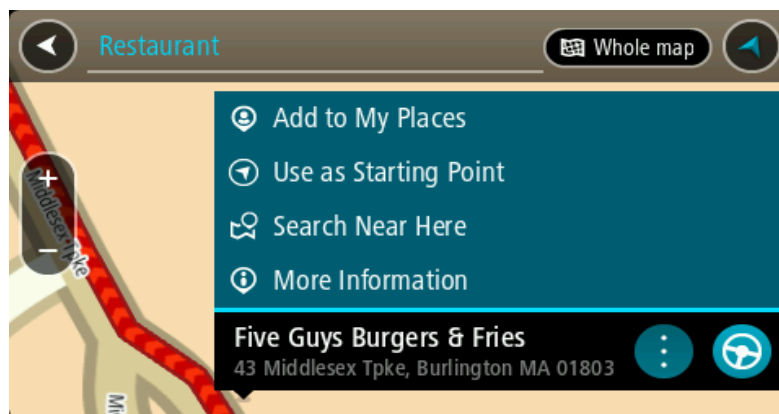 Restaurant
Whole map
Add to My Places
Use as Starting Point
Search Near Here
More Information
Five Guys Burgers & Fries
43 Middlesex Tpke, Burlington MA 01803
+
−
Middlesex Tpke
Mi